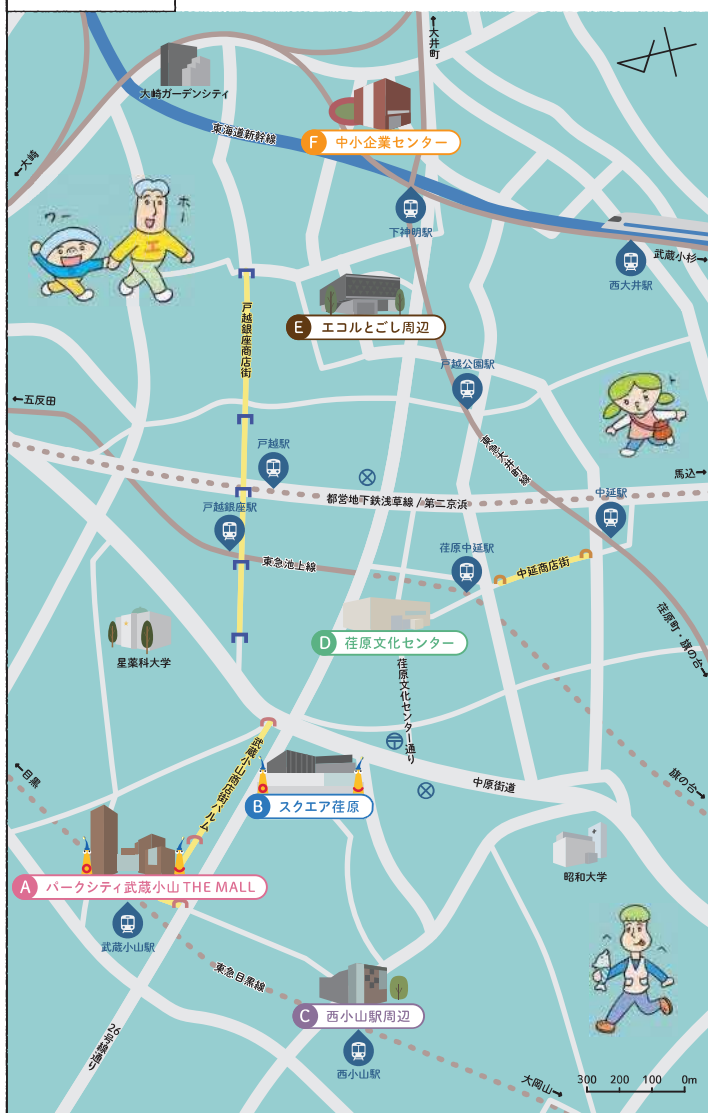 大井町
大崎ガーデンシティ
東海道新幹線
F 中小企業センター
大崎
ワー
ホー
エ
下神明駅
武蔵小杉
西大井駅
戸越銀座商店街
E エコルとごし周辺
戸越公園駅
五反田
ト
東急大井町線
戸越駅
馬込
都営地下鉄浅草線/第二京浜
中延駅
戸越銀座駅
東急池上線
荏原中延駅
中延商店街
星薬科大学
D 荏原文化センター
荏原町・旗の台
荏原文化センター通り
武蔵小山商店街パルム
目黒
中原街道
旗の台
B スクエア荏原
昭和大学
A パークシティ武蔵小山 THE MALL
武蔵小山駅
東急目黒線
C 西小山駅周辺
26号線通り
西小山駅
大岡山
300 200 100 0m